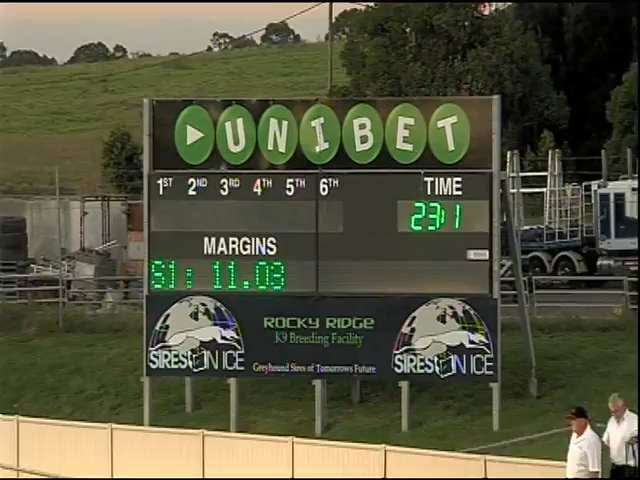 UNIBET
1ST 2ND 3RD 4TH 5TH 6TH TIME
23:1
MARGINS
S1: 11.03
ROCKY RIDGE
K9 Breeding Facility
SIRES ON ICE
Greyhound Sires of Tomorrows Future
SIRES ON ICE